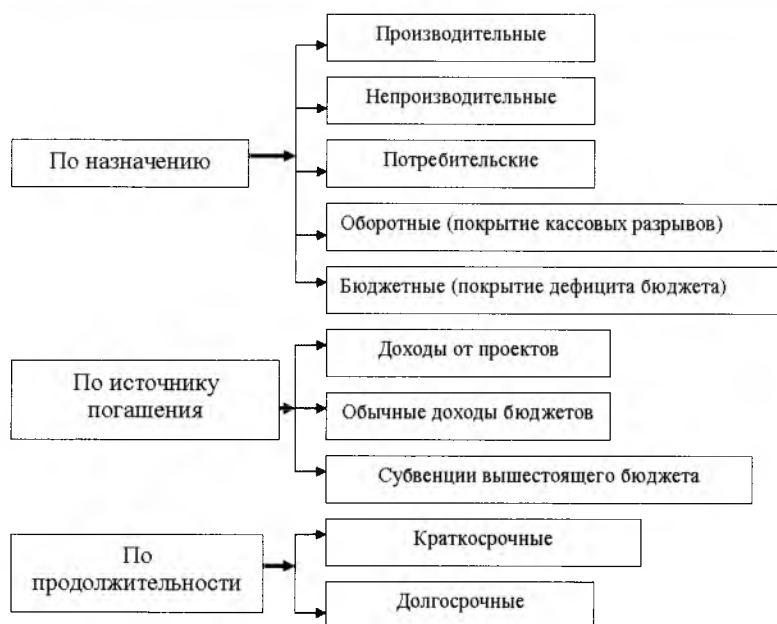 По назначению
Производительные
Непроизводительные
Потребительские
Оборотные (покрытие кассовых разрывов)
Бюджетные (покрытие дефицита бюджета)
По источнику
погашения
Доходы от проектов
Обычные доходы бюджетов
Субвенции вышестоящего бюджета
По
продолжительности
Краткосрочные
Долгосрочные